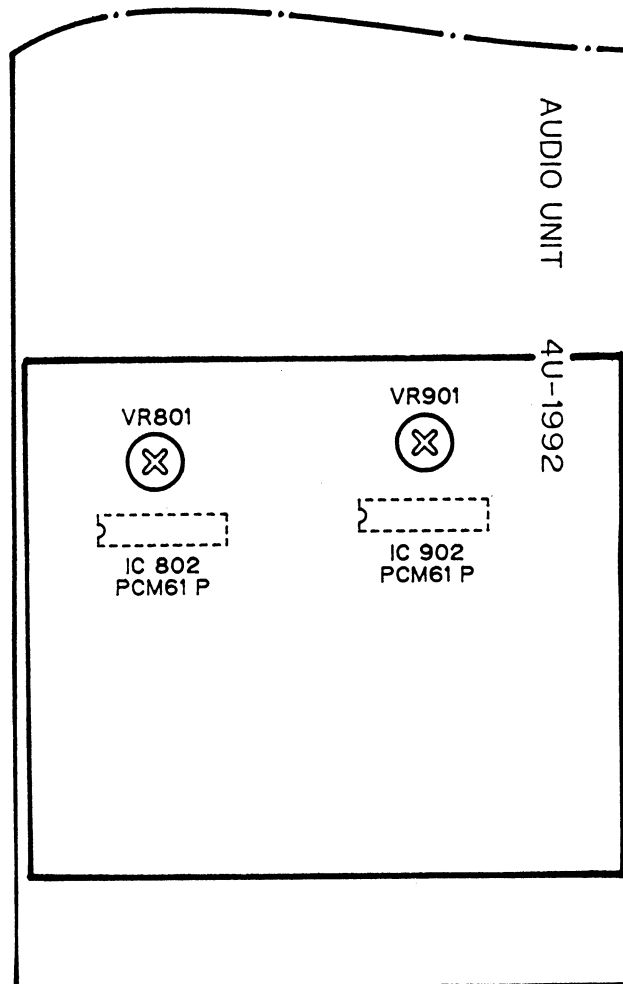 AUDIO UNIT 4U-1992
VR801
VR901
IC 802
PCM61 P
IC 902
PCM61 P